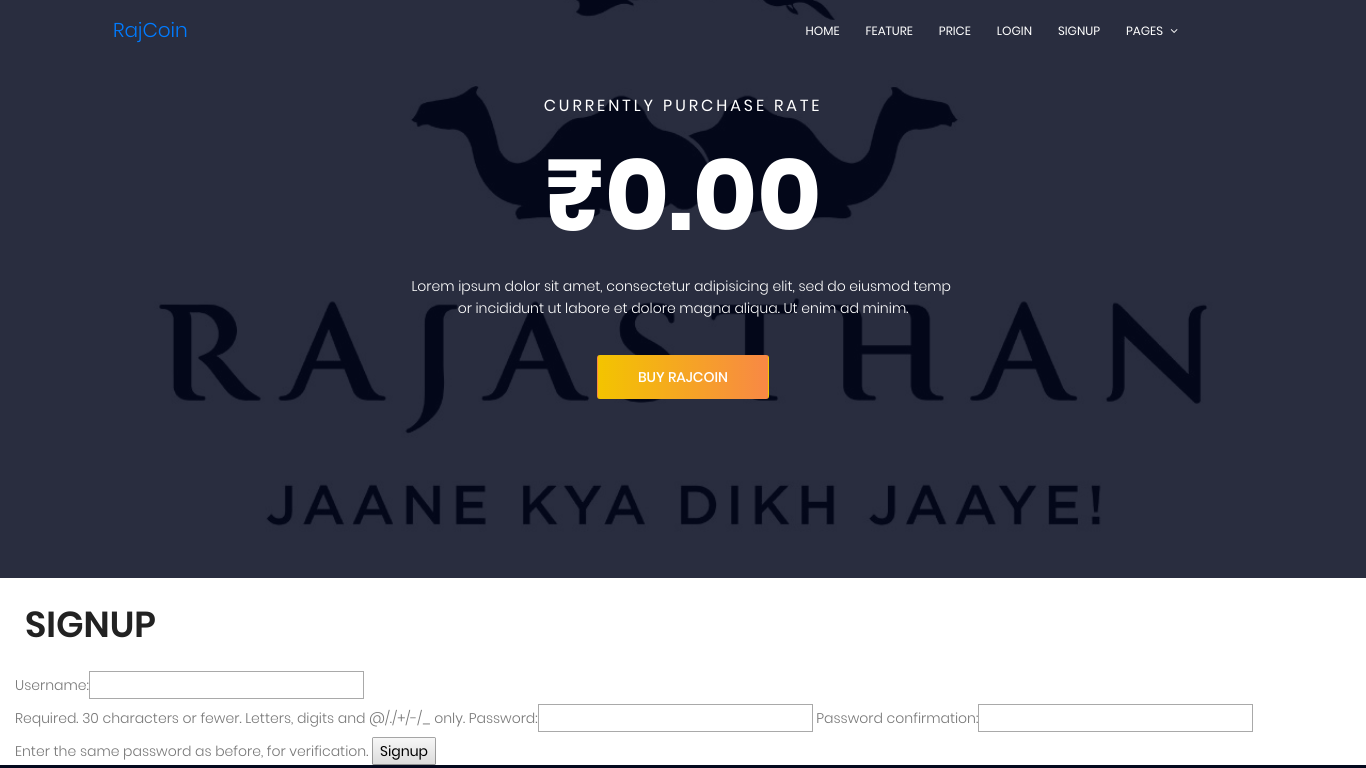 RajCoin
HOME FEATURE PRICE LOGIN SIGNUP PAGES
CURRENTLY PURCHASE RATE
₹0.00
Lorem ipsum dolor sit amet, consectetur adipisicing elit, sed do eiusmod temp
or incididunt ut labore et dolore magna aliqua. Ut enim ad minim.
RAJASTHAN
BUY RAJCOIN
JAANE KYA DIKH JAAYE!
SIGNUP
Username:
Required. 30 characters or fewer. Letters, digits and @/./+/-/_ only. Password: Password confirmation:
Enter the same password as before, for verification. Signup